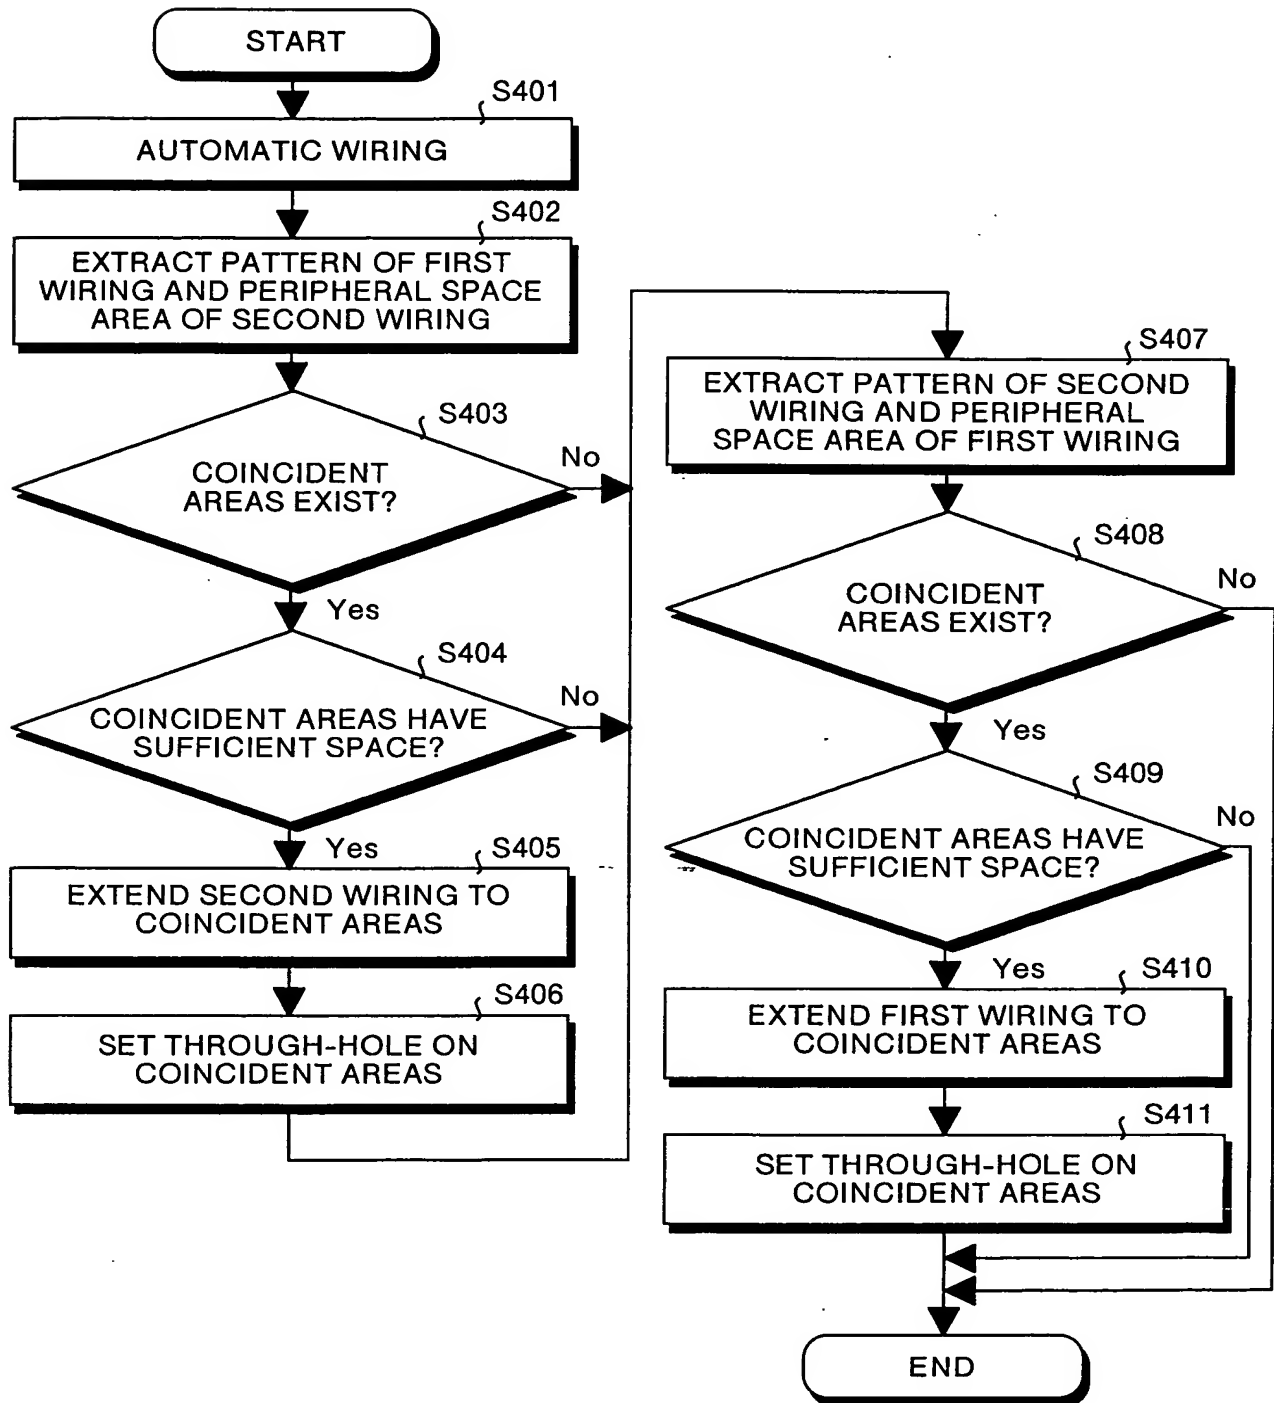 START
S401
AUTOMATIC WIRING
S402
EXTRACT PATTERN OF FIRST
WIRING AND PERIPHERAL SPACE
AREA OF SECOND WIRING
S403
COINCIDENT
AREAS EXIST?
No
Yes
S404
COINCIDENT AREAS HAVE
SUFFICIENT SPACE?
No
Yes
S405
EXTEND SECOND WIRING TO
COINCIDENT AREAS
S406
SET THROUGH-HOLE ON
COINCIDENT AREAS
S407
EXTRACT PATTERN OF SECOND
WIRING AND PERIPHERAL
SPACE AREA OF FIRST WIRING
S408
COINCIDENT
AREAS EXIST?
No
Yes
S409
COINCIDENT AREAS HAVE
SUFFICIENT SPACE?
No
Yes
S410
EXTEND FIRST WIRING TO
COINCIDENT AREAS
S411
SET THROUGH-HOLE ON
COINCIDENT AREAS
END